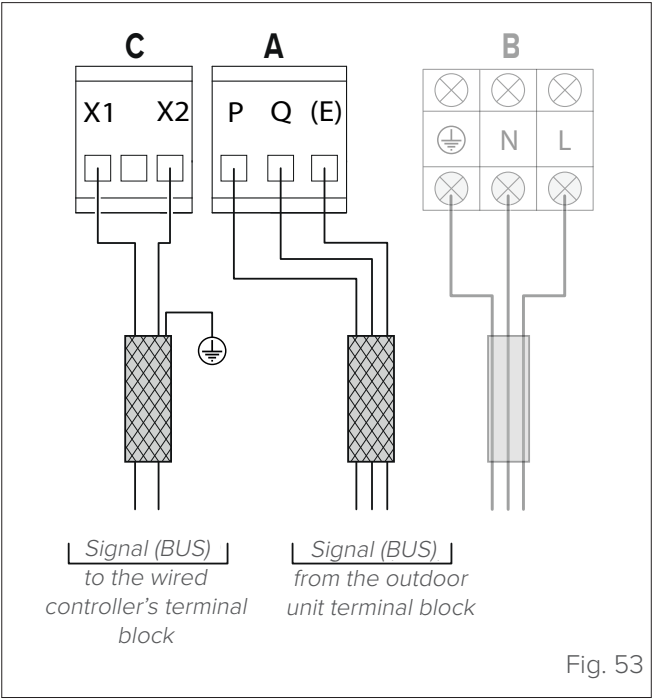 C A B
X1 X2 P Q (E)
N L
Signal (BUS)
to the wired
controller's terminal
block
Signal (BUS)
from the outdoor
unit terminal block
Fig. 53